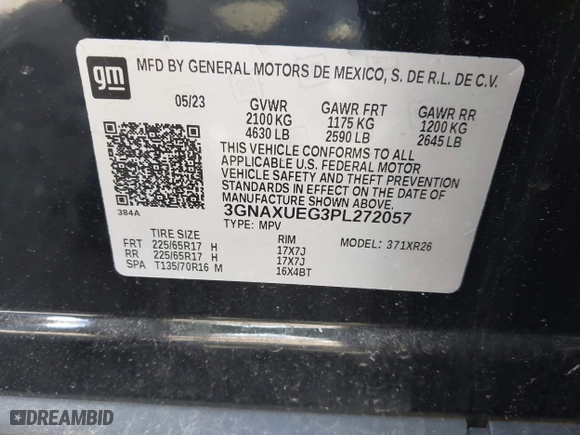 gm MFD BY GENERAL MOTORS DE MEXICO, S. DE R.L. DE C.V.
05/23 GVWR GAWR FRT GAWR RR
2100 KG 1175 KG 1200 KG
4630 LB 2590 LB 2645 LB
THIS VEHICLE CONFORMS TO ALL
APPLICABLE U.S. FEDERAL MOTOR
VEHICLE SAFETY AND THEFT PREVENTION
STANDARDS IN EFFECT ON THE DATE OF
MANUFACTURE SHOWN ABOVE.
384A
3GNAXUEG3PL272057
TYPE: MPV
TIRE SIZE RIM MODEL: 371XR26
FRT 225/65R17 H 17X7J
RR 225/65R17 H 17X7J
SPA T135/70R16 M 16X4BT
DREAMBID